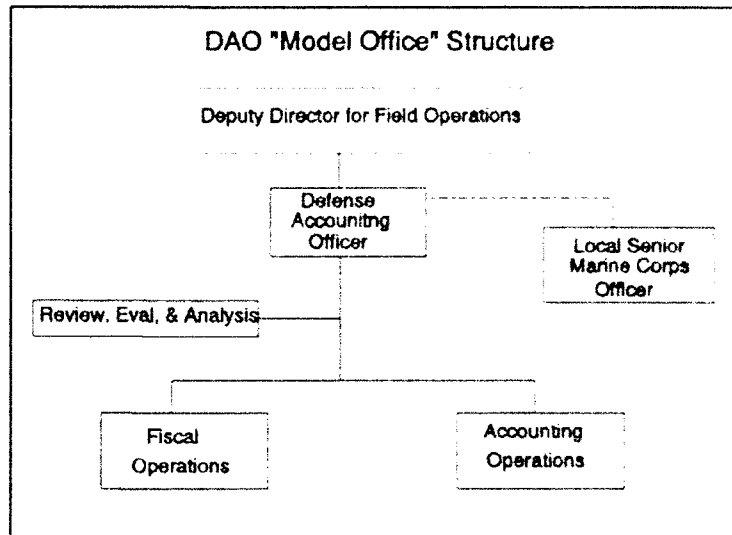 DAO "Model Office" Structure
Deputy Director for Field Operations
Defense
Accounitng
Officer
Local Senior
Marine Corps
Officer
Review, Eval, & Analysis
Fiscal
Operations
Accounting
Operations